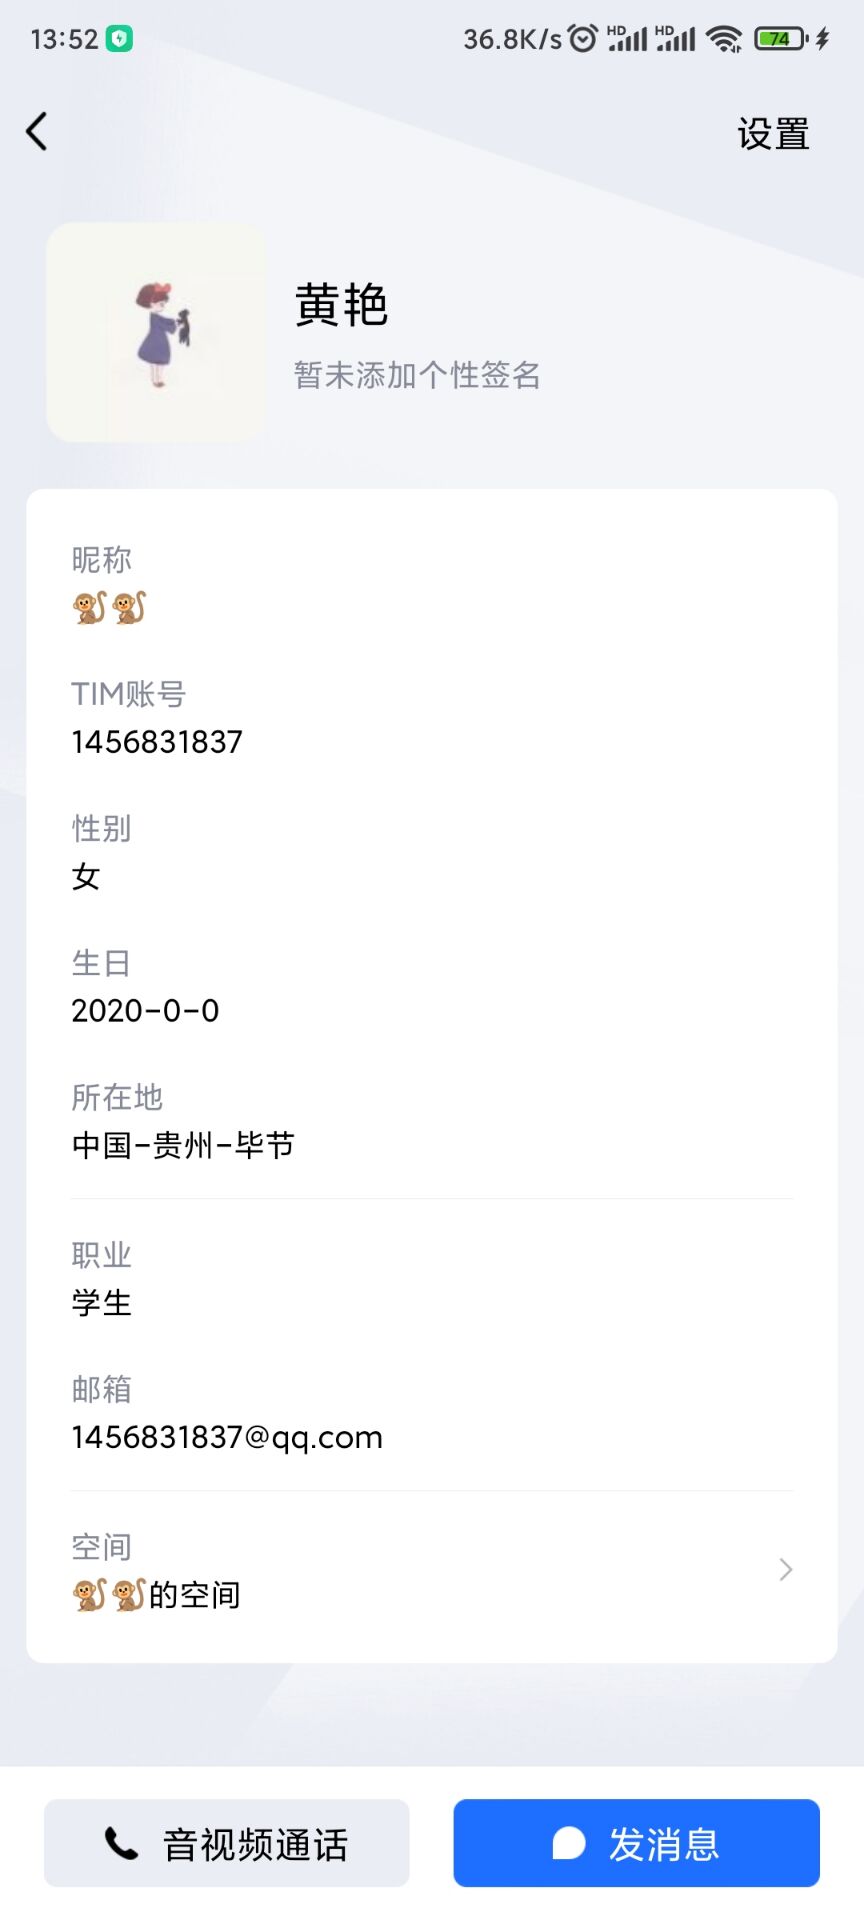 13:52 36.8K/s HD HD 74
设置
黄艳
暂未添加个性签名
昵称
🐒🐒
TIM账号
1456831837
性别
女
生日
2020-0-0
所在地
中国-贵州-毕节
职业
学生
邮箱
1456831837@qq.com
空间
🐒🐒的空间
音视频通话 发消息